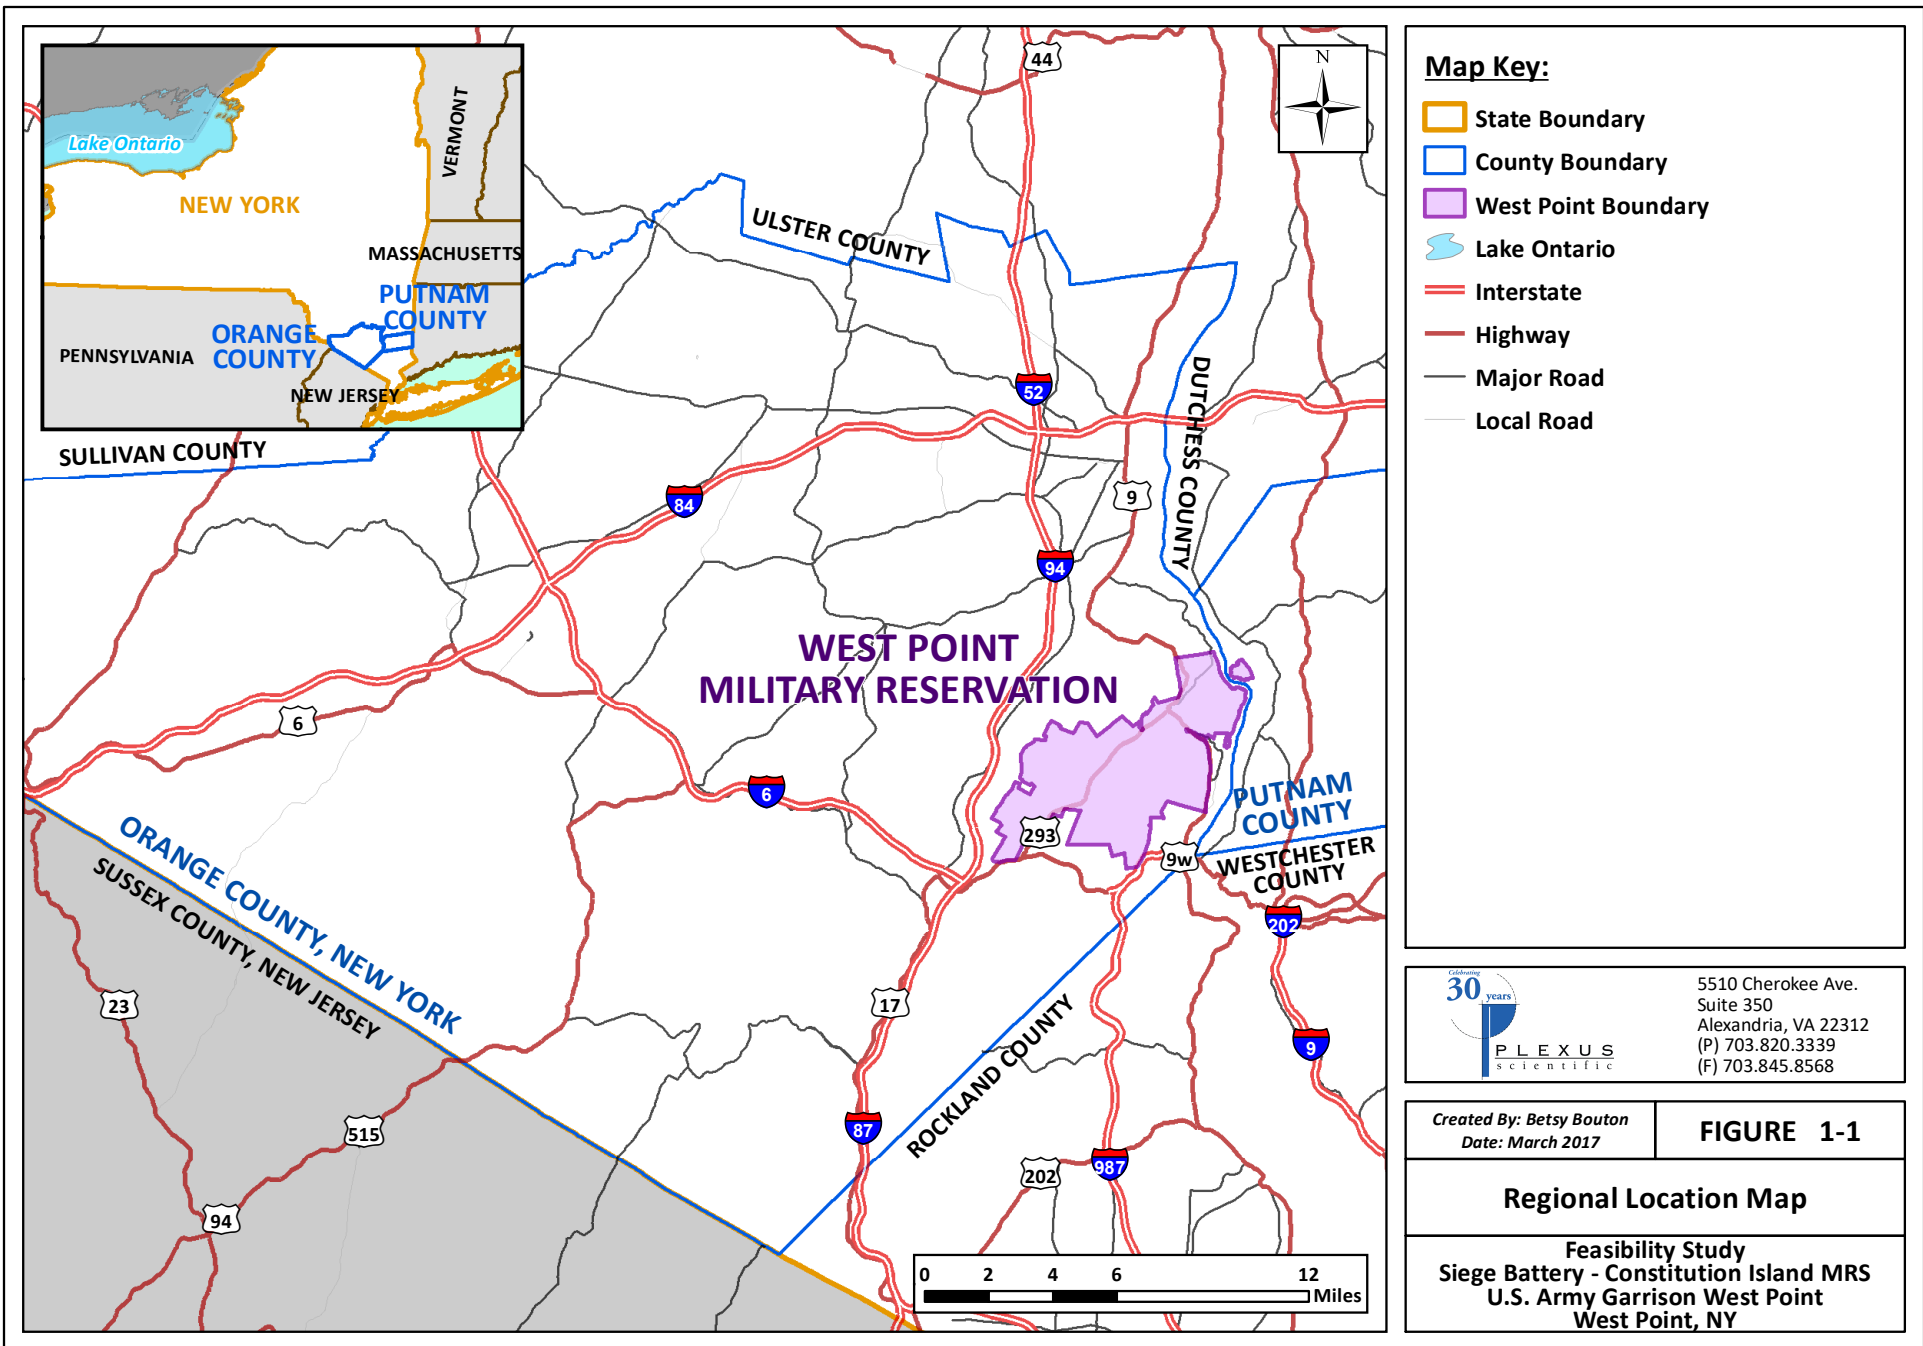 Lake Ontario
NEW YORK
VERMONT
MASSACHUSETTS
PUTNAM
COUNTY
ORANGE
COUNTY
PENNSYLVANIA
NEW JERSEY
44
N
ULSTER COUNTY
SULLIVAN COUNTY
52
DUTCHESS COUNTY
84
9
94
WEST POINT
MILITARY RESERVATION
6
6
293
9w
PUTNAM
COUNTY
WESTCHESTER
COUNTY
202
ORANGE COUNTY, NEW YORK
SUSSEX COUNTY, NEW JERSEY
23
17
9
ROCKLAND COUNTY
515
87
202
987
94
0 2 4 6 12
Miles
Map Key:
State Boundary
County Boundary
West Point Boundary
Lake Ontario
Interstate
Highway
Major Road
Local Road
Celebrating
30 years
PLEXUS
scientific
5510 Cherokee Ave.
Suite 350
Alexandria, VA 22312
(P) 703.820.3339
(F) 703.845.8568
Created By: Betsy Bouton
Date: March 2017
FIGURE 1-1
Regional Location Map
Feasibility Study
Siege Battery - Constitution Island MRS
U.S. Army Garrison West Point
West Point, NY